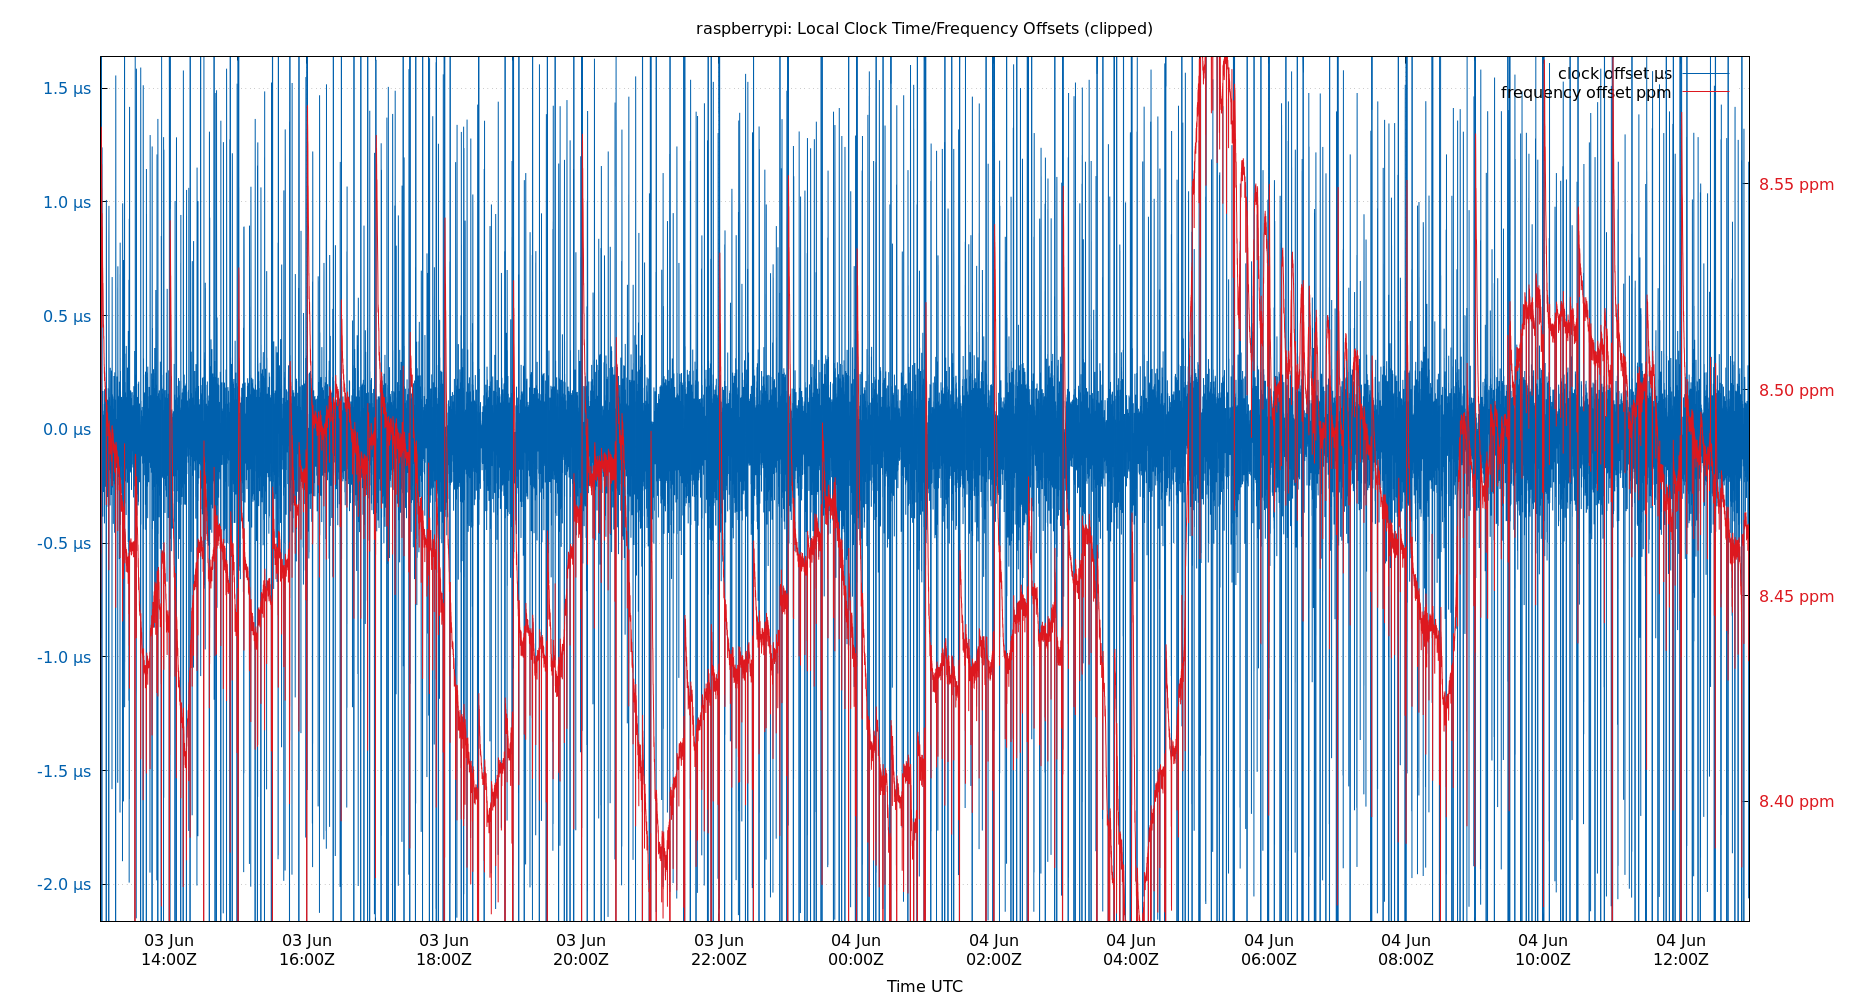 raspberrypi: Local Clock Time/Frequency Offsets (clipped)
clock offset µs
frequency offset ppm
1.5 µs
1.0 µs
0.5 µs
0.0 µs
-0.5 µs
-1.0 µs
-1.5 µs
-2.0 µs
8.55 ppm
8.50 ppm
8.45 ppm
8.40 ppm
03 Jun 03 Jun 03 Jun 03 Jun 03 Jun 04 Jun 04 Jun 04 Jun 04 Jun 04 Jun 04 Jun 04 Jun
14:00Z 16:00Z 18:00Z 20:00Z 22:00Z 00:00Z 02:00Z 04:00Z 06:00Z 08:00Z 10:00Z 12:00Z
Time UTC